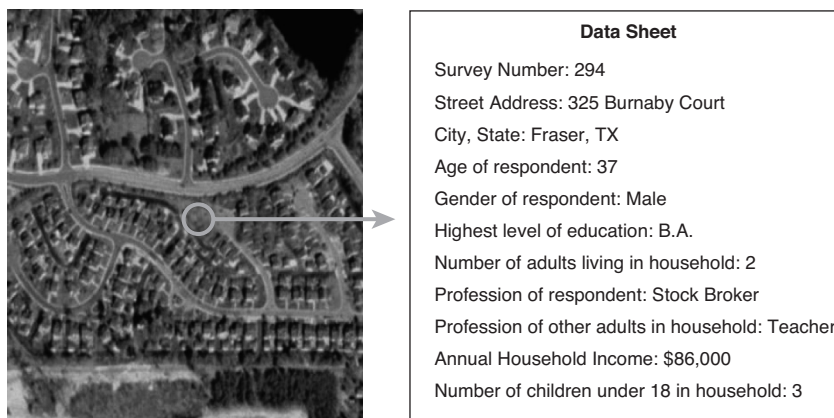 Data Sheet
Survey Number: 294
Street Address: 325 Burnaby Court
City, State: Fraser, TX
Age of respondent: 37
Gender of respondent: Male
Highest level of education: B.A.
Number of adults living in household: 2
Profession of respondent: Stock Broker
Profession of other adults in household: Teacher
Annual Household Income: $86,000
Number of children under 18 in household: 3